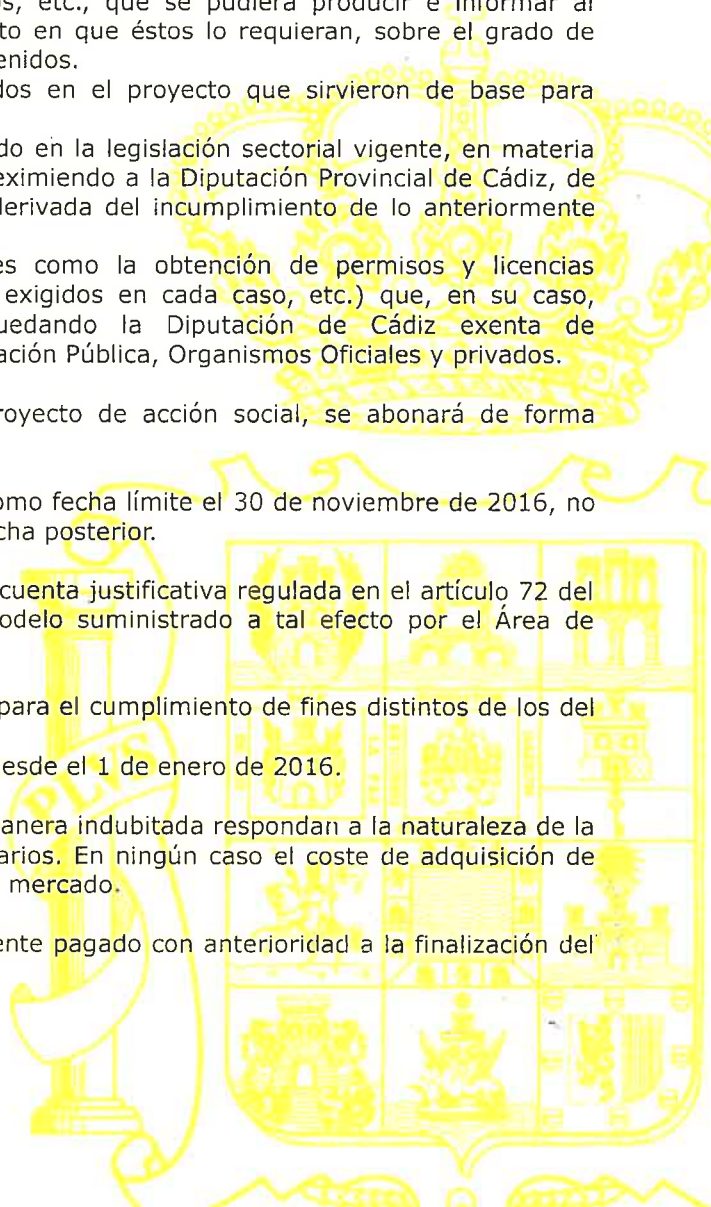 os, etc., que se pudiera producir e informar al
to en que éstos lo requieran, sobre el grado de
enidos.
dos en el proyecto que sirvieron de base para
do en la legislación sectorial vigente, en materia
eximiendo a la Diputación Provincial de Cádiz, de
derivada del incumplimiento de lo anteriormente
es como la obtención de permisos y licencias
exigidos en cada caso, etc.) que, en su caso,
uedando la Diputación de Cádiz exenta de
ación Pública, Organismos Oficiales y privados.
royecto de acción social, se abonará de forma
omo fecha límite el 30 de noviembre de 2016, no
cha posterior.
cuenta justificativa regulada en el artículo 72 del
odelo suministrado a tal efecto por el Área de
para el cumplimiento de fines distintos de los del
esde el 1 de enero de 2016.
PLVS
anera indubitada respondan a la naturaleza de la
arios. En ningún caso el coste de adquisición de
mercado.
ente pagado con anterioridad a la finalización del